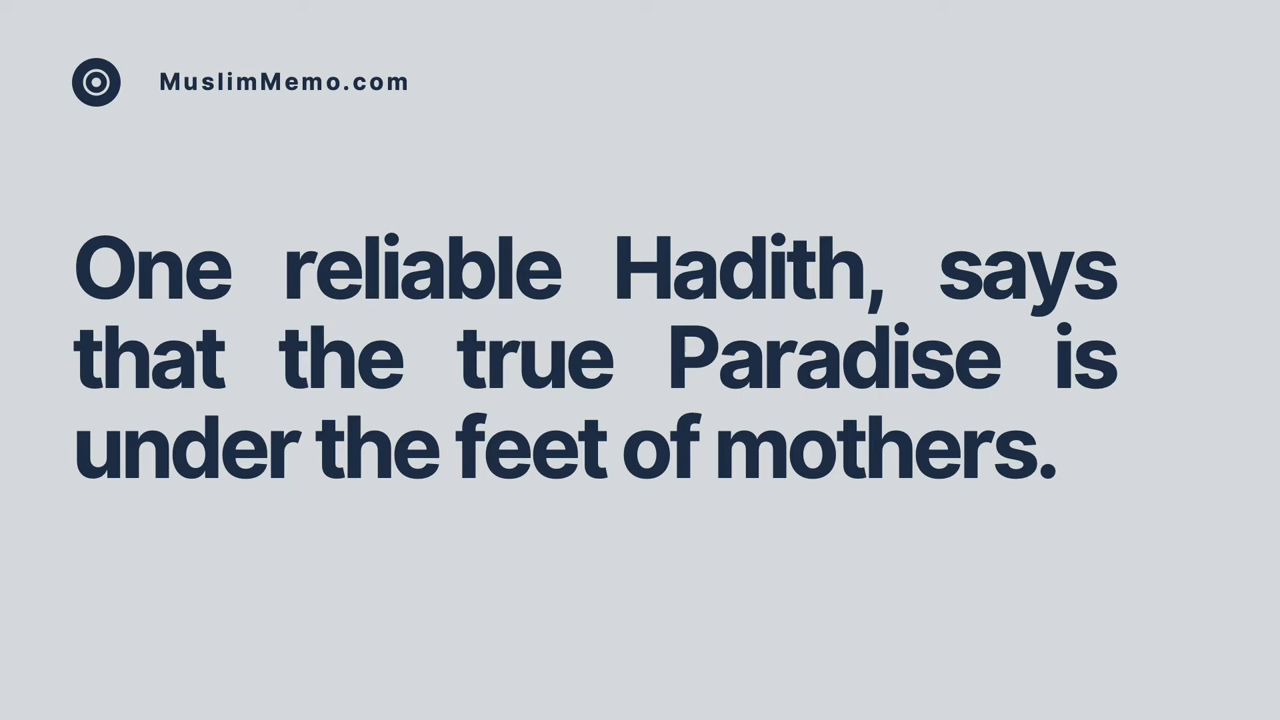 MuslimMemo.com
One reliable Hadith, says
that the true Paradise is
under the feet of mothers.